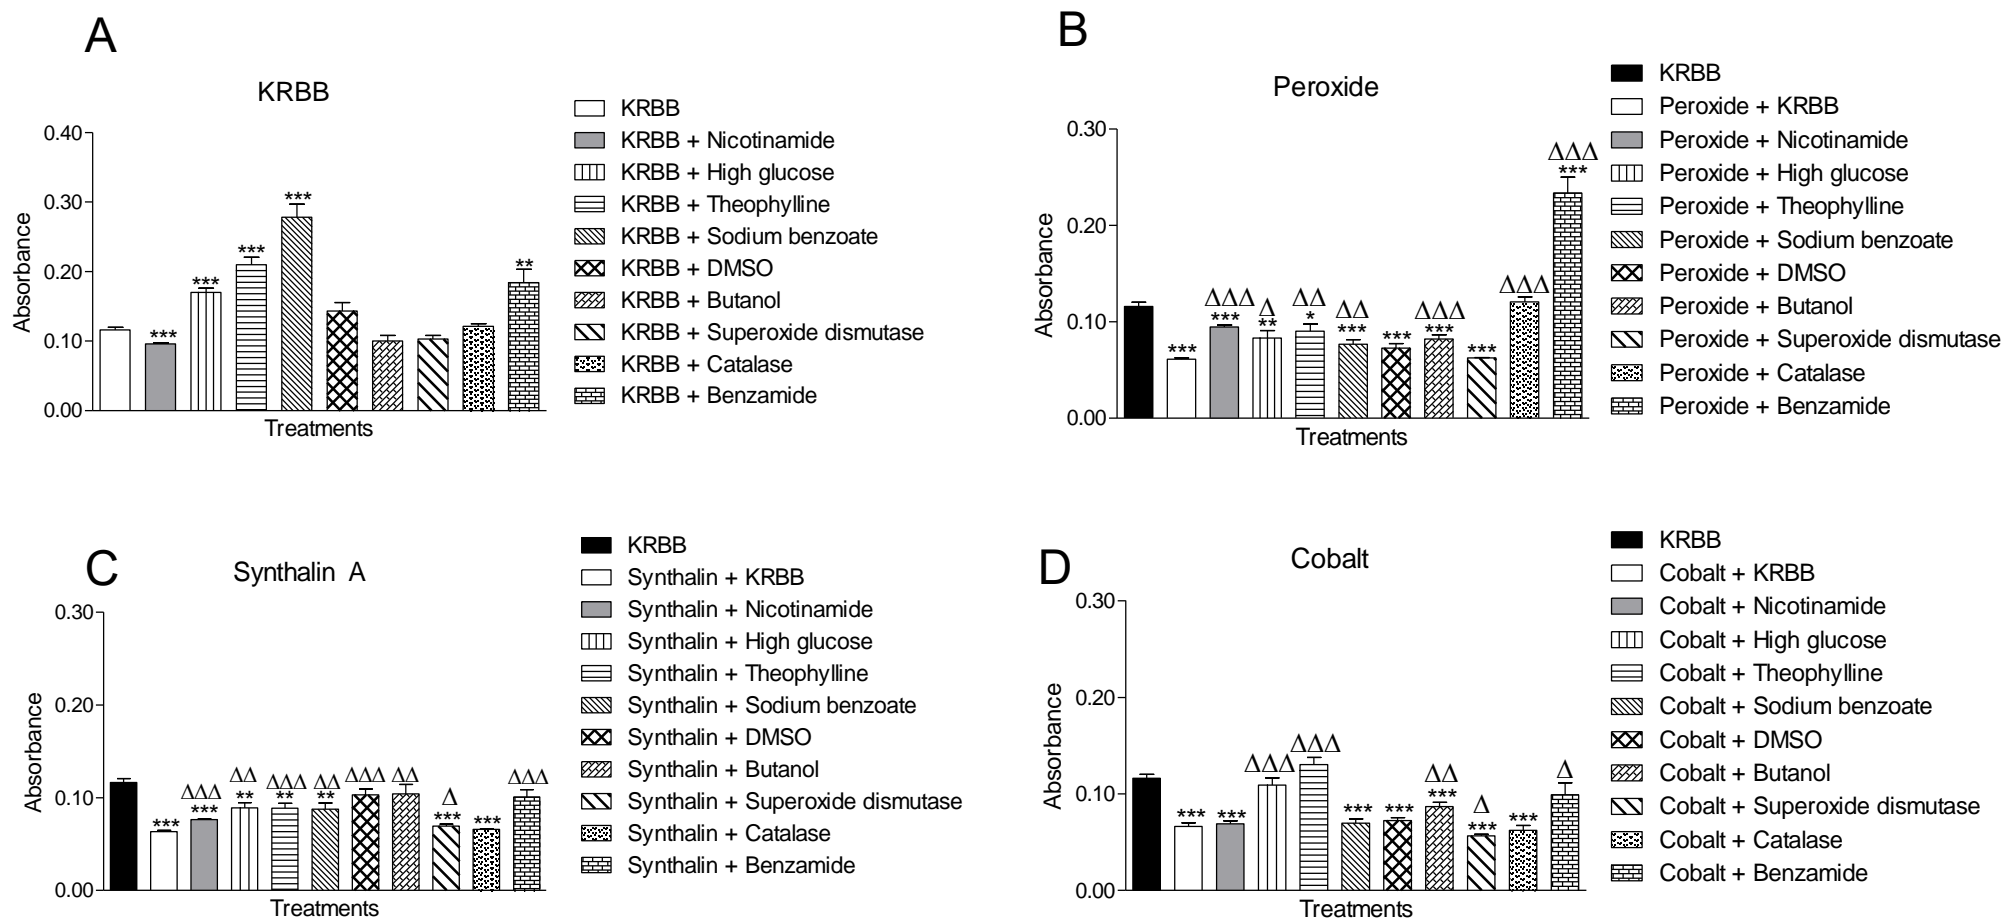 A
KRBB
0.40
0.30
0.20
0.10
0.00
Absorbance
***
***
***
***
**
Treatments
KRBB
KRBB + Nicotinamide
KRBB + High glucose
KRBB + Theophylline
KRBB + Sodium benzoate
KRBB + DMSO
KRBB + Butanol
KRBB + Superoxide dismutase
KRBB + Catalase
KRBB + Benzamide
B
Peroxide
0.30
0.20
0.10
0.00
Absorbance
***
ΔΔΔ
***
Δ
**
ΔΔ
*
ΔΔ
***
***
ΔΔΔ
***
***
ΔΔΔ
ΔΔΔ
***
Treatments
KRBB
Peroxide + KRBB
Peroxide + Nicotinamide
Peroxide + High glucose
Peroxide + Theophylline
Peroxide + Sodium benzoate
Peroxide + DMSO
Peroxide + Butanol
Peroxide + Superoxide dismutase
Peroxide + Catalase
Peroxide + Benzamide
C
Synthalin A
0.30
0.20
0.10
0.00
Absorbance
***
ΔΔΔ
***
ΔΔ
**
ΔΔΔ
**
ΔΔ
**
ΔΔΔ
ΔΔ
Δ
***
***
ΔΔΔ
Treatments
KRBB
Synthalin + KRBB
Synthalin + Nicotinamide
Synthalin + High glucose
Synthalin + Theophylline
Synthalin + Sodium benzoate
Synthalin + DMSO
Synthalin + Butanol
Synthalin + Superoxide dismutase
Synthalin + Catalase
Synthalin + Benzamide
D
Cobalt
0.30
0.20
0.10
0.00
Absorbance
***
***
ΔΔΔ
ΔΔΔ
***
***
ΔΔ
***
Δ
***
***
Δ
Treatments
KRBB
Cobalt + KRBB
Cobalt + Nicotinamide
Cobalt + High glucose
Cobalt + Theophylline
Cobalt + Sodium benzoate
Cobalt + DMSO
Cobalt + Butanol
Cobalt + Superoxide dismutase
Cobalt + Catalase
Cobalt + Benzamide